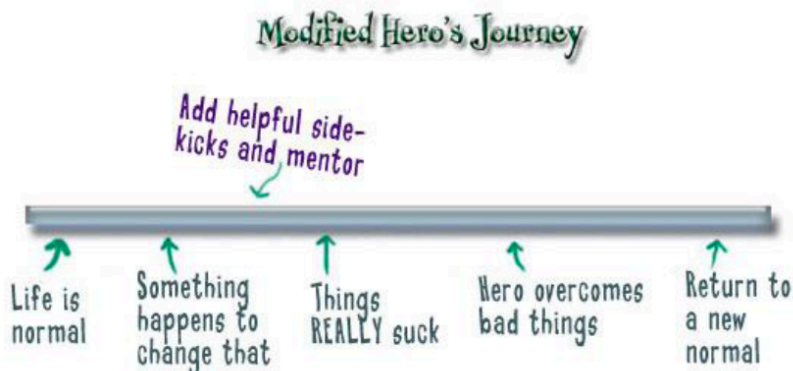 Modified Hero's Journey
Add helpful side-
kicks and mentor
Life is
normal
Something
happens to
change that
Things
REALLY suck
Hero overcomes
bad things
Return to
a new
normal